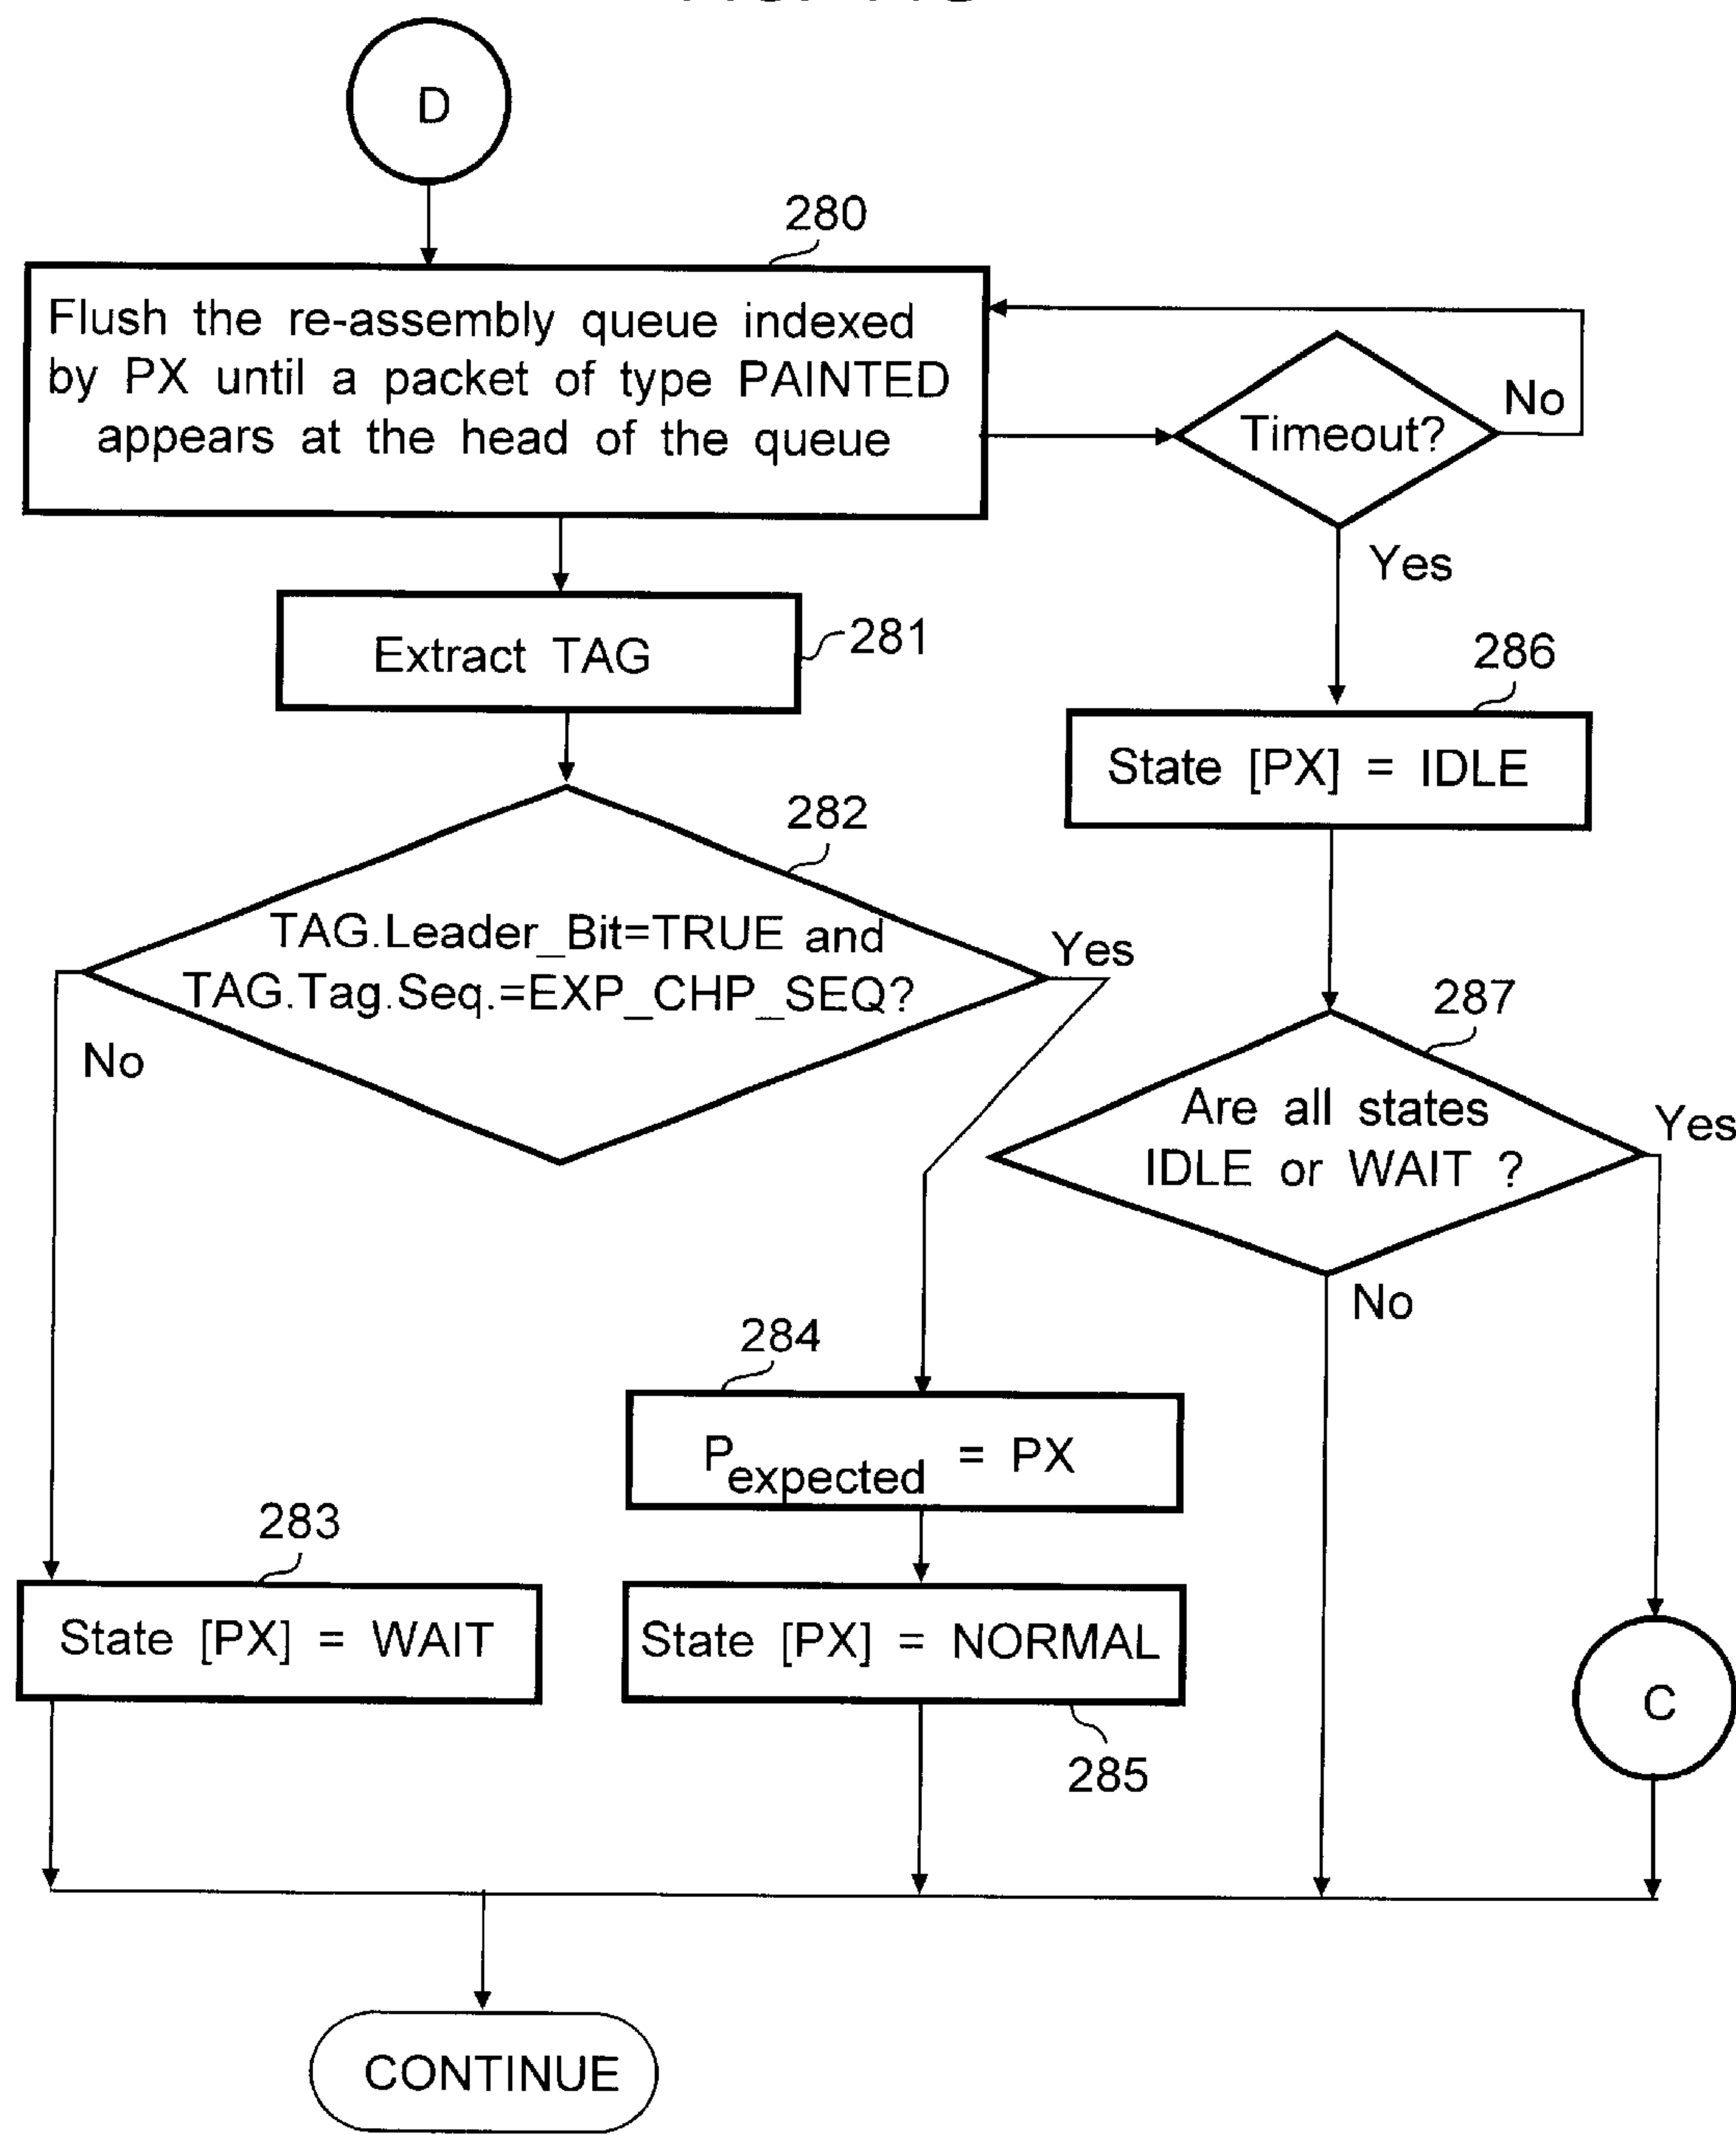 D
280
Flush the re-assembly queue indexed
by PX until a packet of type PAINTED
appears at the head of the queue
Timeout?
No
Yes
Extract TAG
281
286
State [PX] = IDLE
282
TAG.Leader_Bit=TRUE and
TAG.Tag.Seq.=EXP_CHP_SEQ?
Yes
No
287
Are all states
IDLE or WAIT ?
Yes
No
284
Pexpected = PX
283
State [PX] = WAIT
State [PX] = NORMAL
285
C
CONTINUE